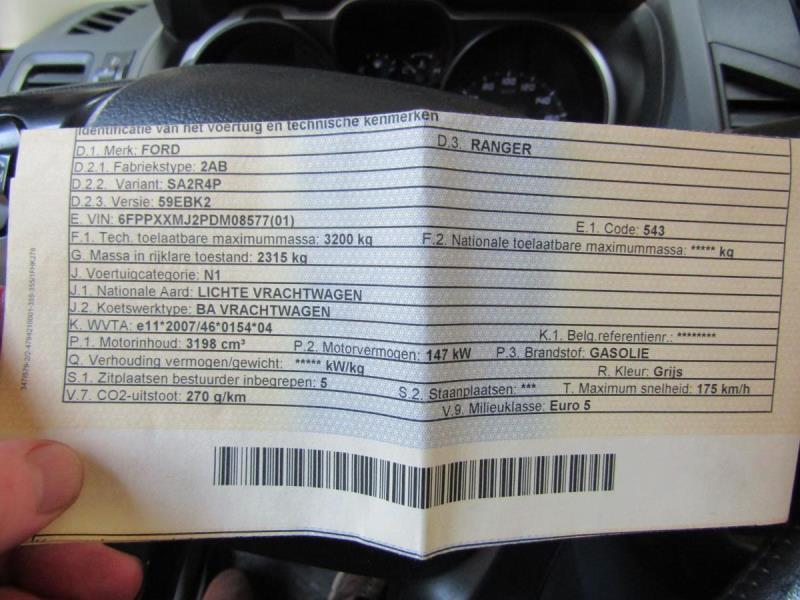 Identificatie van het voertuig en technische kenmerken
D.1. Merk: FORD D.3. RANGER
D.2.1. Fabriekstype: 2AB
D.2.2. Variant: SA2R4P
D.2.3. Versie: 59EBK2
E. VIN: 6FPPXXMJ2PDM08577(01) E.1. Code: 543
F.1. Tech. toelaatbare maximummassa: 3200 kg F.2. Nationale toelaatbare maximummassa: ***** kg
G. Massa in rijklare toestand: 2315 kg
J. Voertuigcategorie: N1
J.1. Nationale Aard: LICHTE VRACHTWAGEN
J.2. Koetswerktype: BA VRACHTWAGEN
K. WVTA: e11*2007/46*0154*04 K.1. Belg.referentienr.: ********
P.1. Motorinhoud: 3198 cm³ P.2. Motorvermogen: 147 kW P.3. Brandstof: GASOLIE
Q. Verhouding vermogen/gewicht: ***** kW/kg R. Kleur: Grijs
S.1. Zitplaatsen bestuurder inbegrepen: 5 S.2. Staanplaatsen: *** T. Maximum snelheid: 175 km/h
V.7. CO2-uitstoot: 270 g/km V.9. Milieuklasse: Euro 5